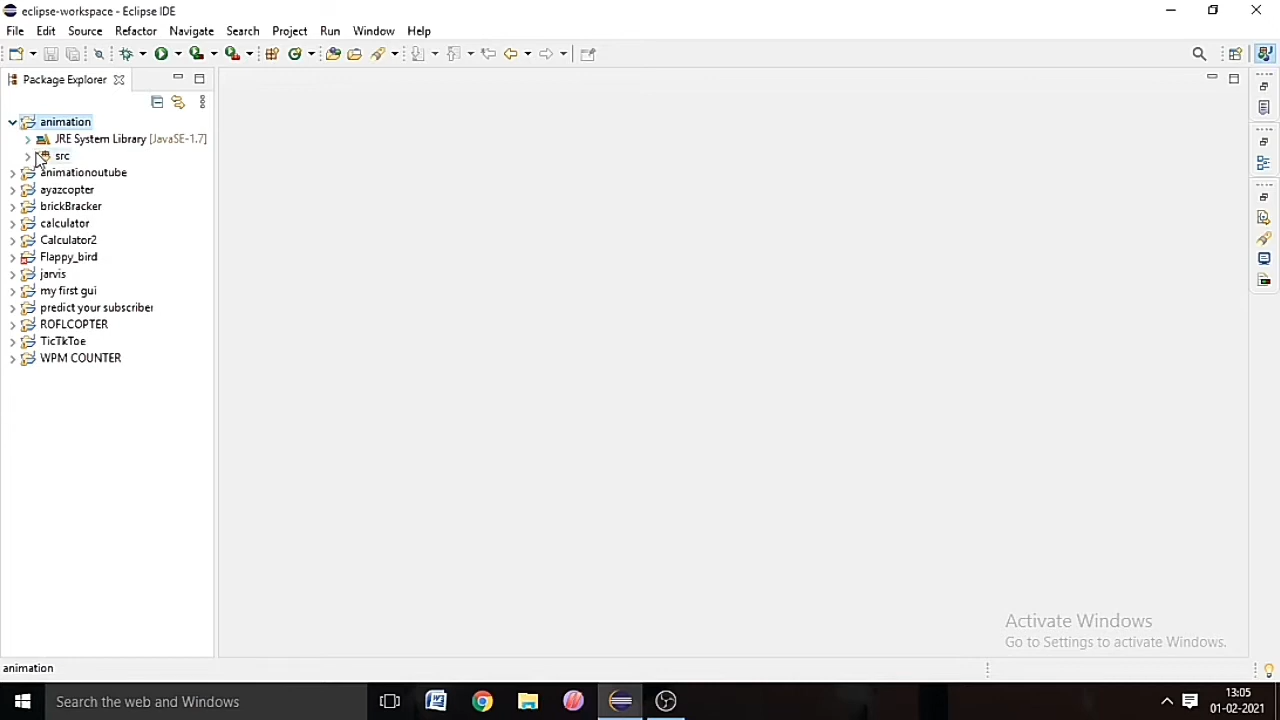 eclipse-workspace - Eclipse IDE
File Edit Source Refactor Navigate Search Project Run Window Help
Package Explorer
animation
JRE System Library [JavaSE-1.7]
src
animationoutube
ayazcopter
brickBracker
calculator
Calculator2
Flappy_bird
jarvis
my first gui
predict your subscriber
ROFLCOPTER
TicTkToe
WPM COUNTER
Activate Windows
Go to Settings to activate Windows.
animation
Search the web and Windows
13:05
01-02-2021